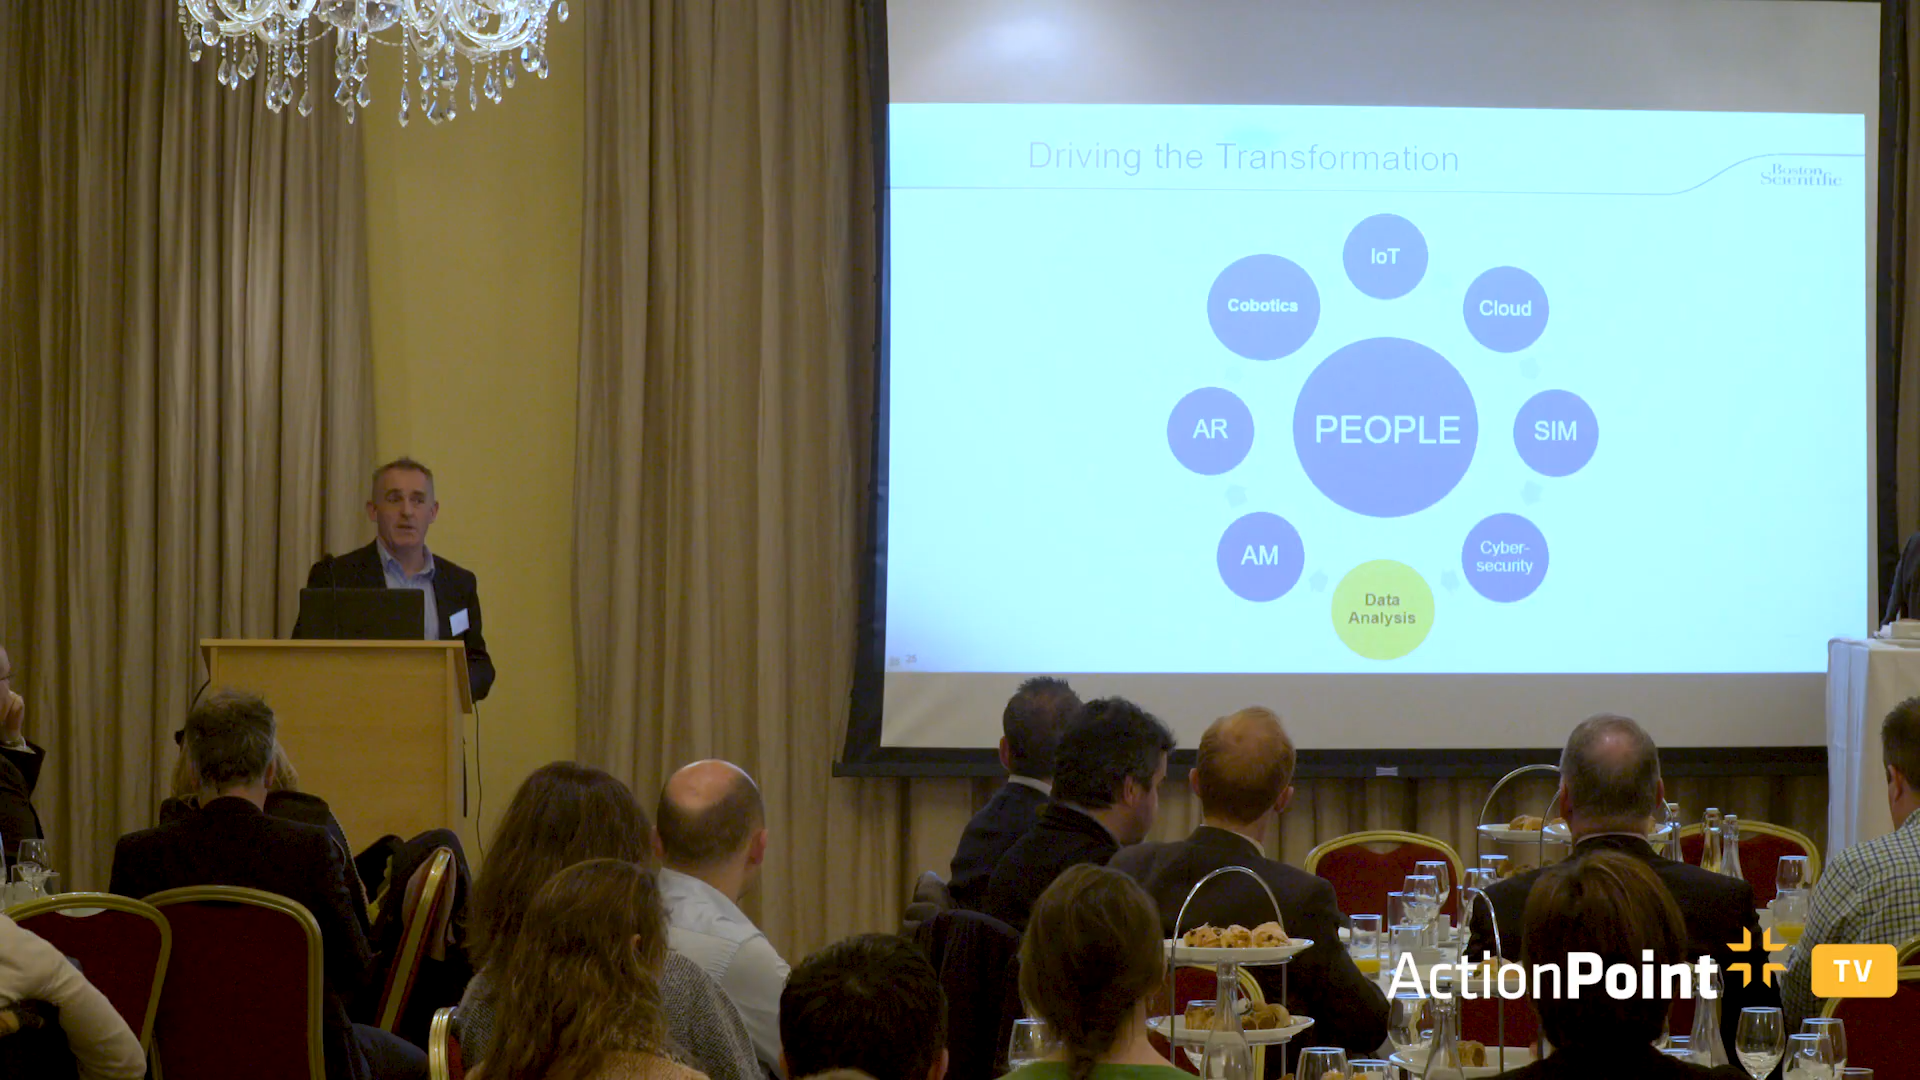 Driving the Transformation
Boston
Scientific
IoT
Cobotics
Cloud
AR
PEOPLE
SIM
AM
Cyber-
security
Data
Analysis
ActionPoint TV